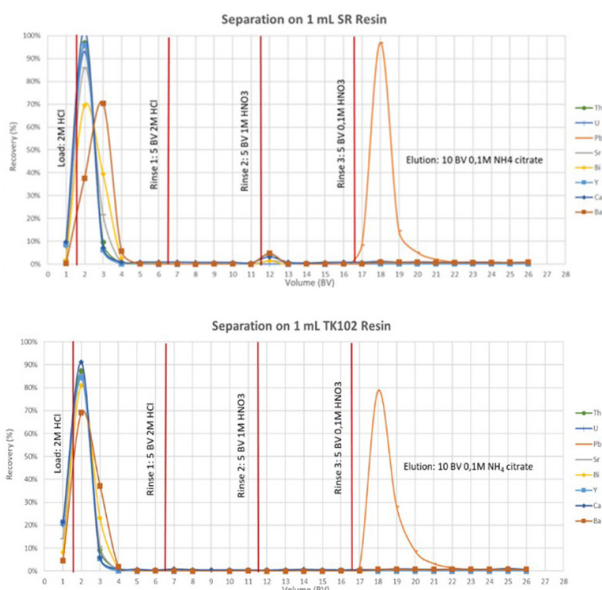 Separation on 1 mL SR Resin
100%
90%
80%
70%
60%
50%
40%
30%
20%
10%
0%
Recovery (%)
Load: 2M HCl
Rinse 1: 5 BV 2M HCl
Rinse 2: 5 BV 1M HNO3
Rinse 3: 5 BV 0,1M HNO3
Elution: 10 BV 0,1M NH4 citrate
Th
U
Pb
Sr
Bi
Y
Ca
Ba
0 1 2 3 4 5 6 7 8 9 10 11 12 13 14 15 16 17 18 19 20 21 22 23 24 25 26 27 28
Volume (BV)
Separation on 1 mL TK102 Resin
100%
90%
80%
70%
60%
50%
40%
30%
20%
10%
0%
Recovery (%)
Load: 2M HCl
Rinse 1: 5 BV 2M HCl
Rinse 2: 5 BV 1M HNO3
Rinse 3: 5 BV 0,1M HNO3
Elution: 10 BV 0,1M NH₄ citrate
Th
U
Pb
Sr
Bi
Y
Ca
Ba
0 1 2 3 4 5 6 7 8 9 10 11 12 13 14 15 16 17 18 19 20 21 22 23 24 25 26 27 28
Volume (BV)